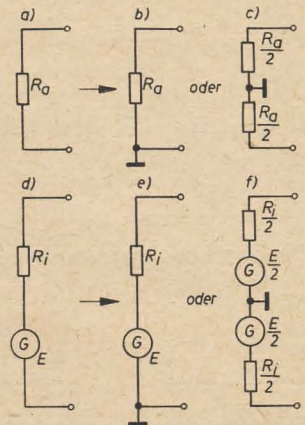 a) b) c)
Ra Ra oder Ra/2
Ra/2
d) e) f)
Ri Ri oder Ri/2
G E G E G E/2
G E/2
Ri/2